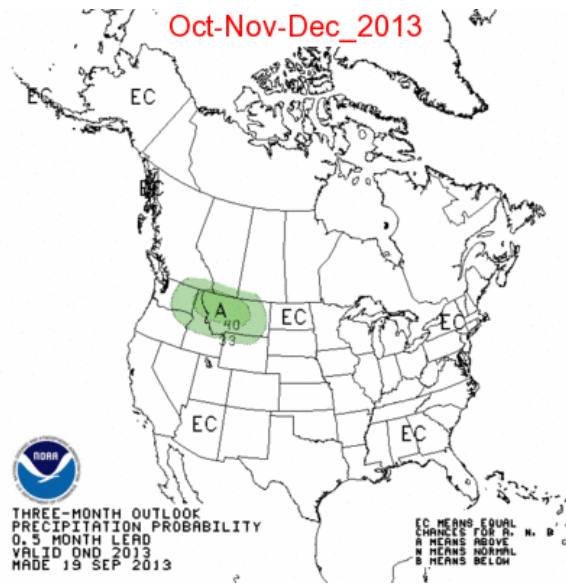 Oct-Nov-Dec_2013
EC
EC
EC
A
40
33
EC
EC
EC
EC
NOAA
THREE-MONTH OUTLOOK
PRECIPITATION PROBABILITY
0.5 MONTH LEAD
VALID OND 2013
MADE 19 SEP 2013
EC MEANS EQUAL
CHANCES FOR A, N, B
A MEANS ABOVE
N MEANS NORMAL
B MEANS BELOW